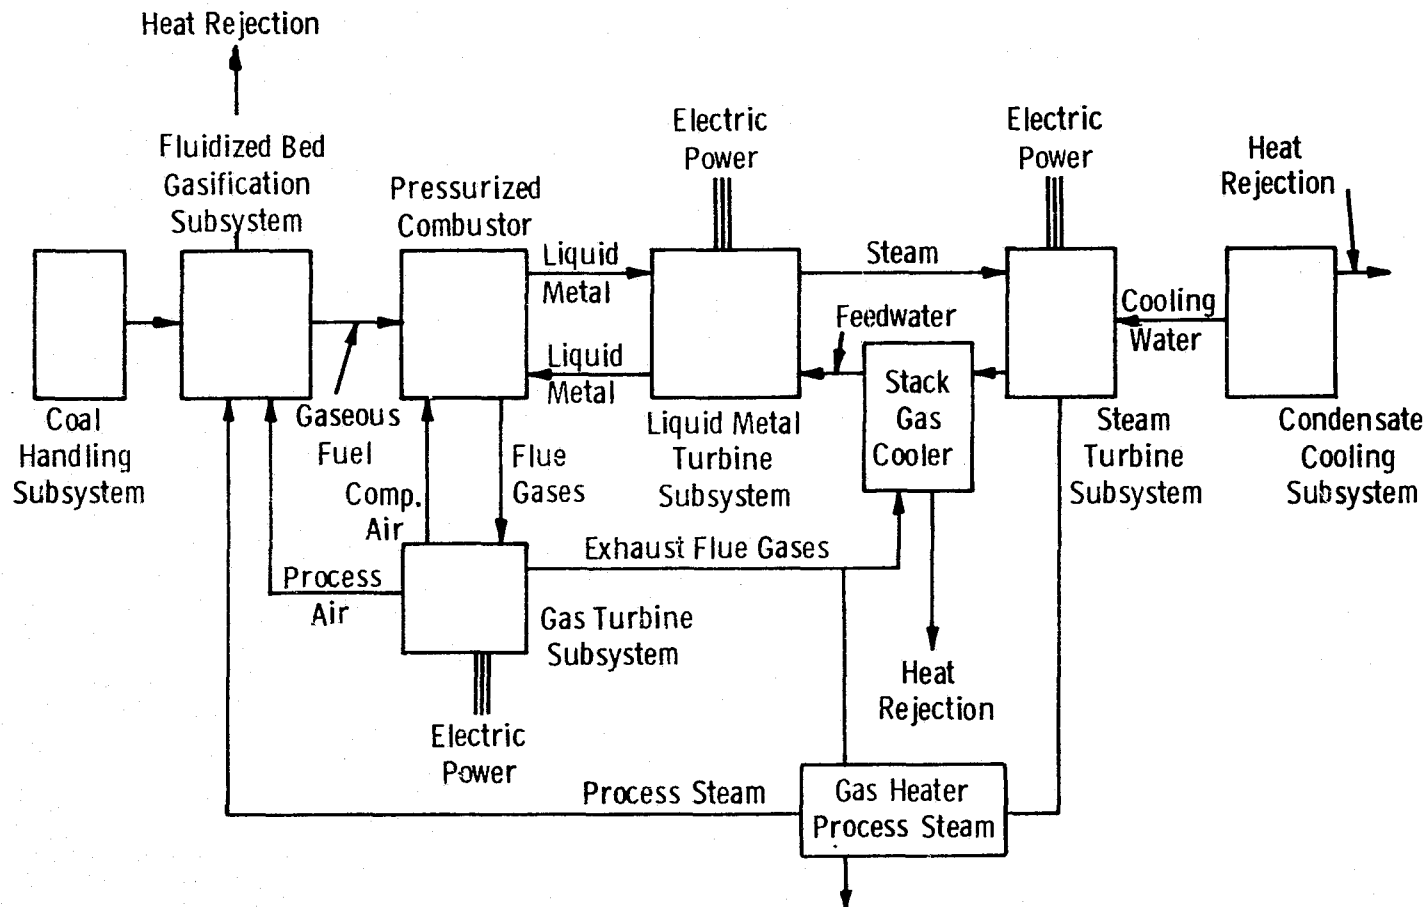 Heat Rejection
Fluidized Bed
Gasification
Subsystem
Pressurized
Combustor
Electric
Power
Electric
Power
Heat
Rejection
Liquid
Metal
Steam
Cooling
Water
Feedwater
Liquid
Metal
Stack
Gas
Cooler
Coal
Handling
Subsystem
Gaseous
Fuel
Comp.
Air
Flue
Gases
Liquid Metal
Turbine
Subsystem
Steam
Turbine
Subsystem
Condensate
Cooling
Subsystem
Exhaust Flue Gases
Process
Air
Gas Turbine
Subsystem
Heat
Rejection
Electric
Power
Process Steam
Gas Heater
Process Steam